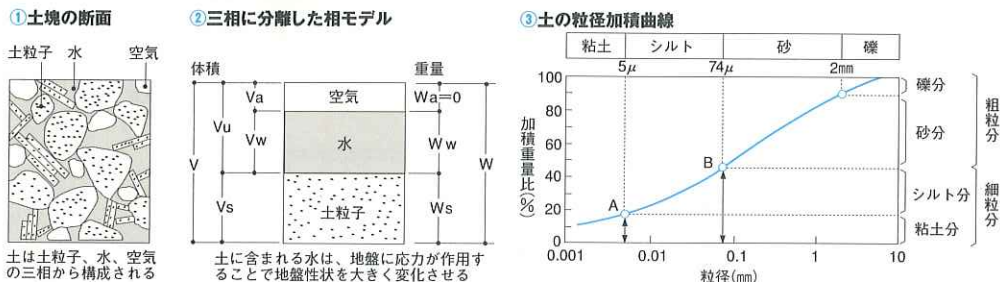 ①土塊の断面
土粒子 水 空気
土は土粒子、水、空気
の三相から構成される
②三相に分離した相モデル
体積 重量
Va 空気 Wa＝0
Vu
Vw 水 Ww
V W
Vs 土粒子 Ws
土に含まれる水は、地盤に応力が作用す
ることで地盤性状を大きく変化させる
③土の粒径加積曲線
粘土 シルト 砂 礫
5μ 74μ 2mm
加積重量比(%)
100
80
60
40
20
0
A
B
0.001 0.01 0.1 1 10
粒径(mm)
礫分
砂分
シルト分
粘土分
粗粒分
細粒分